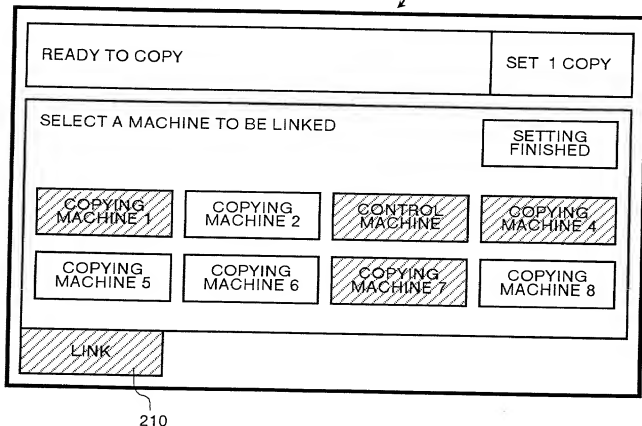 READY TO COPY
SET 1 COPY
SELECT A MACHINE TO BE LINKED
SETTING
FINISHED
COPYING
MACHINE 1
COPYING
MACHINE 2
CONTROL
MACHINE
COPYING
MACHINE 4
COPYING
MACHINE 5
COPYING
MACHINE 6
COPYING
MACHINE 7
COPYING
MACHINE 8
LINK
210